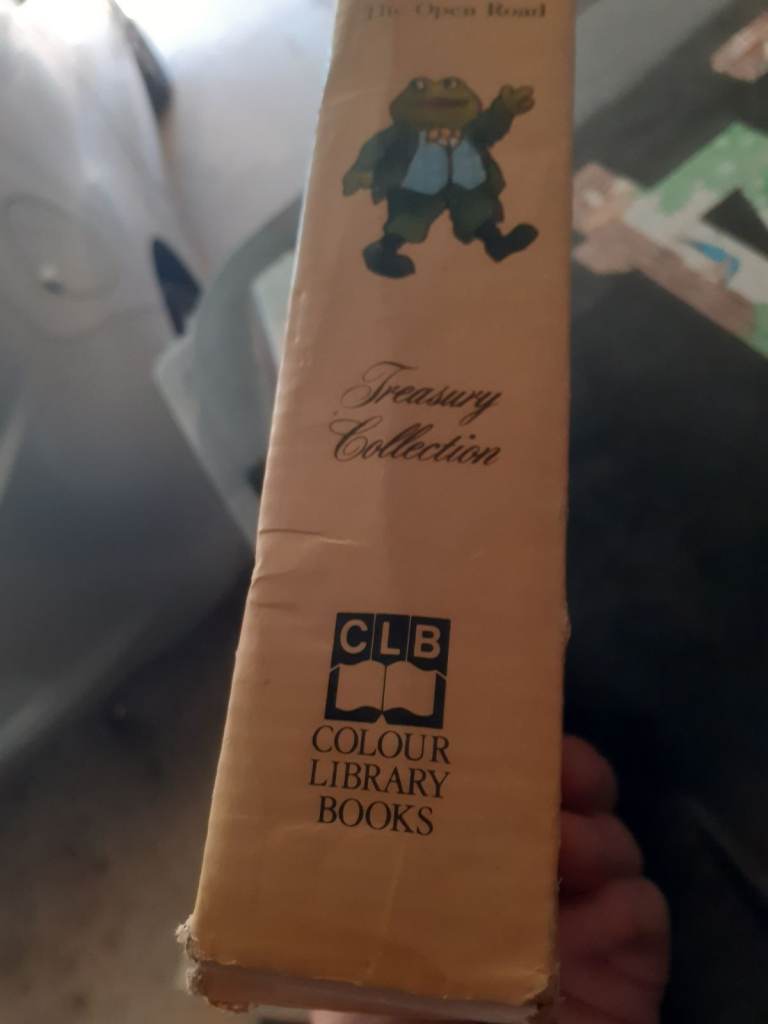 The Open Road
Treasury
Collection
CLB
COLOUR
LIBRARY
BOOKS